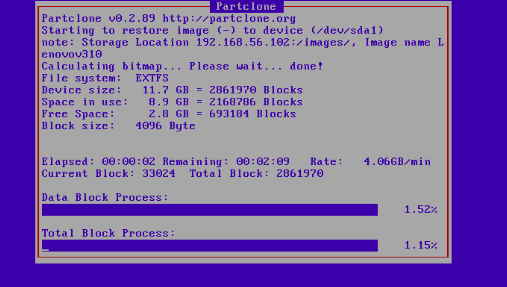 Partclone
Partclone v0.2.89 http://partclone.org
Starting to restore image (-) to device (/dev/sda1)
note: Storage Location 192.168.56.102:/images/, Image name L
enovov310
Calculating bitmap... Please wait... done!
File system:  EXTFS
Device size:   11.7 GB = 2861970 Blocks
Space in use:   8.9 GB = 2168786 Blocks
Free Space:     2.8 GB = 693184 Blocks
Block size:   4096 Byte
Elapsed: 00:00:02 Remaining: 00:02:09   Rate:   4.06GB/min
Current Block: 33024  Total Block: 2861970
Data Block Process:
1.52%
Total Block Process:
1.15%